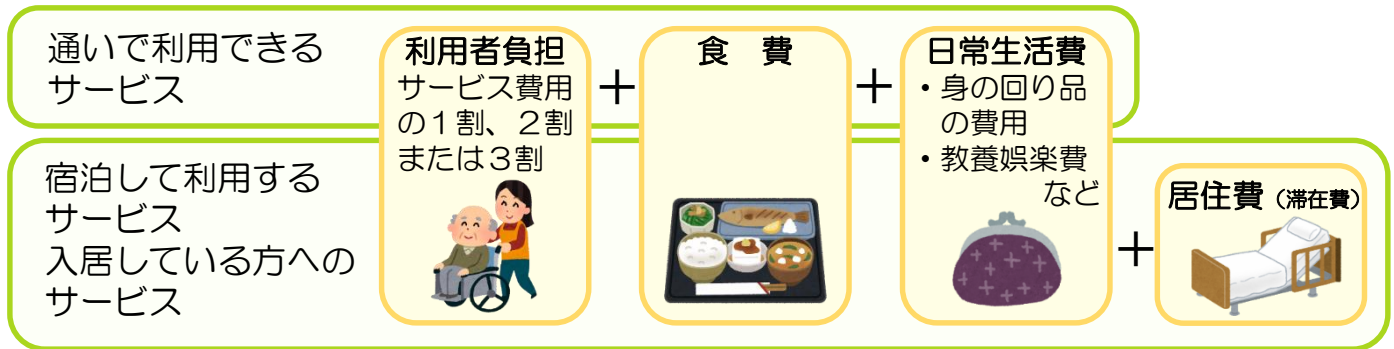 通いで利用できる
サービス
利用者負担
サービス費用
の１割、２割
または３割
＋
食　費
＋
日常生活費
・身の回り品
の費用
・教養娯楽費
など
宿泊して利用する
サービス
入居している方への
サービス
＋
居住費（滞在費）